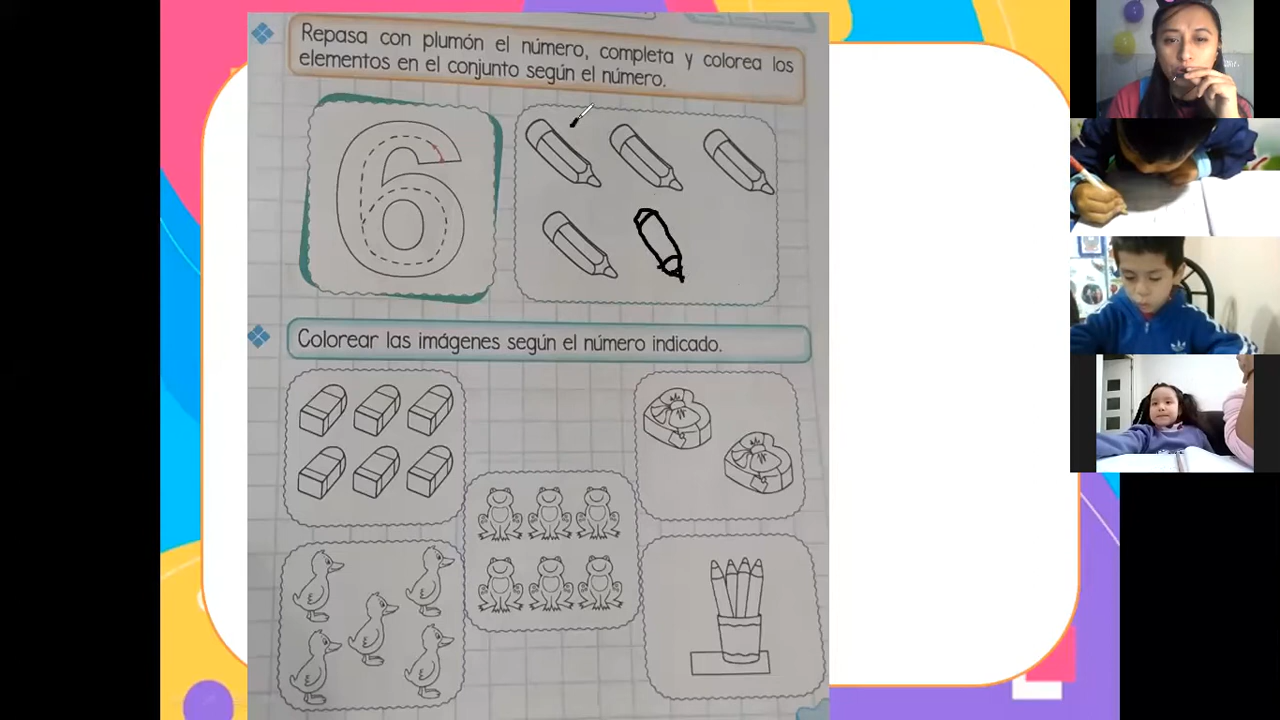 Repasa con plumón el número, completa y colorea los
elementos en el conjunto según el número.
6
Colorear las imágenes según el número indicado.